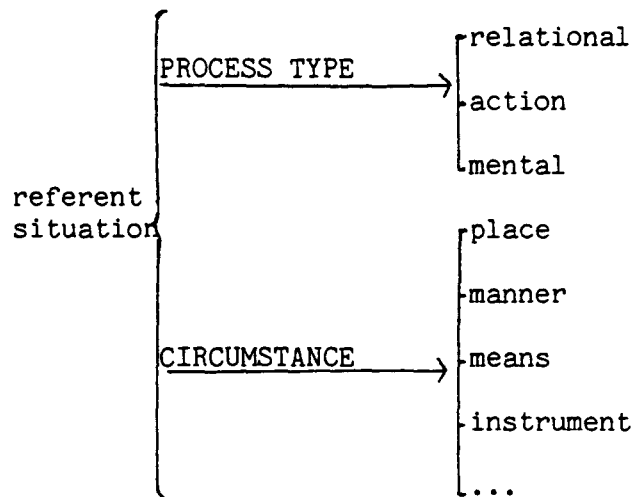 relational
PROCESS TYPE
action
mental
referent
situation
place
manner
CIRCUMSTANCE
means
instrument
...